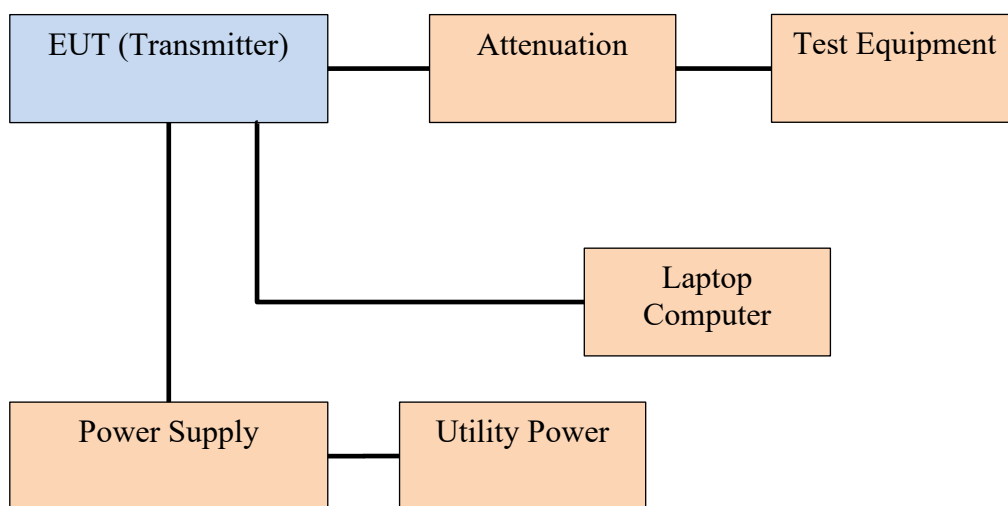 EUT (Transmitter)
Attenuation
Test Equipment
Laptop
Computer
Power Supply
Utility Power